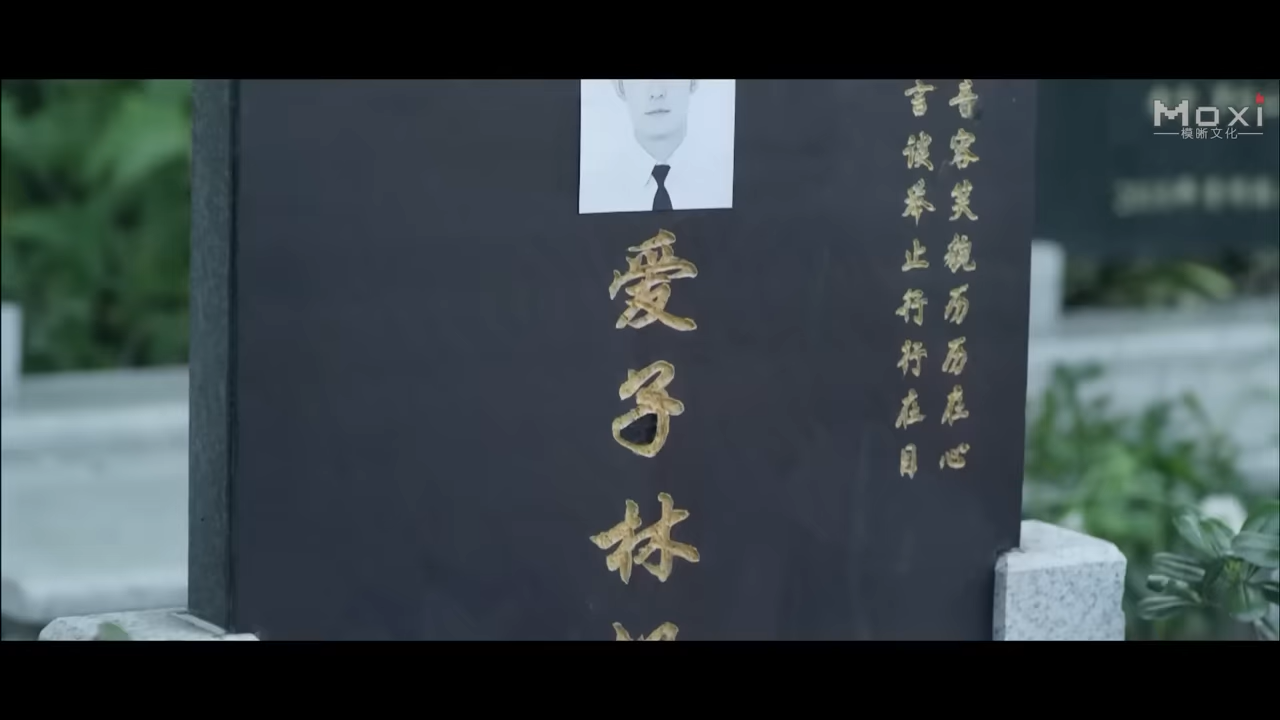 音容笑貌历历在心
言谈举止行行在目
爱子林
Moxi
模晰文化